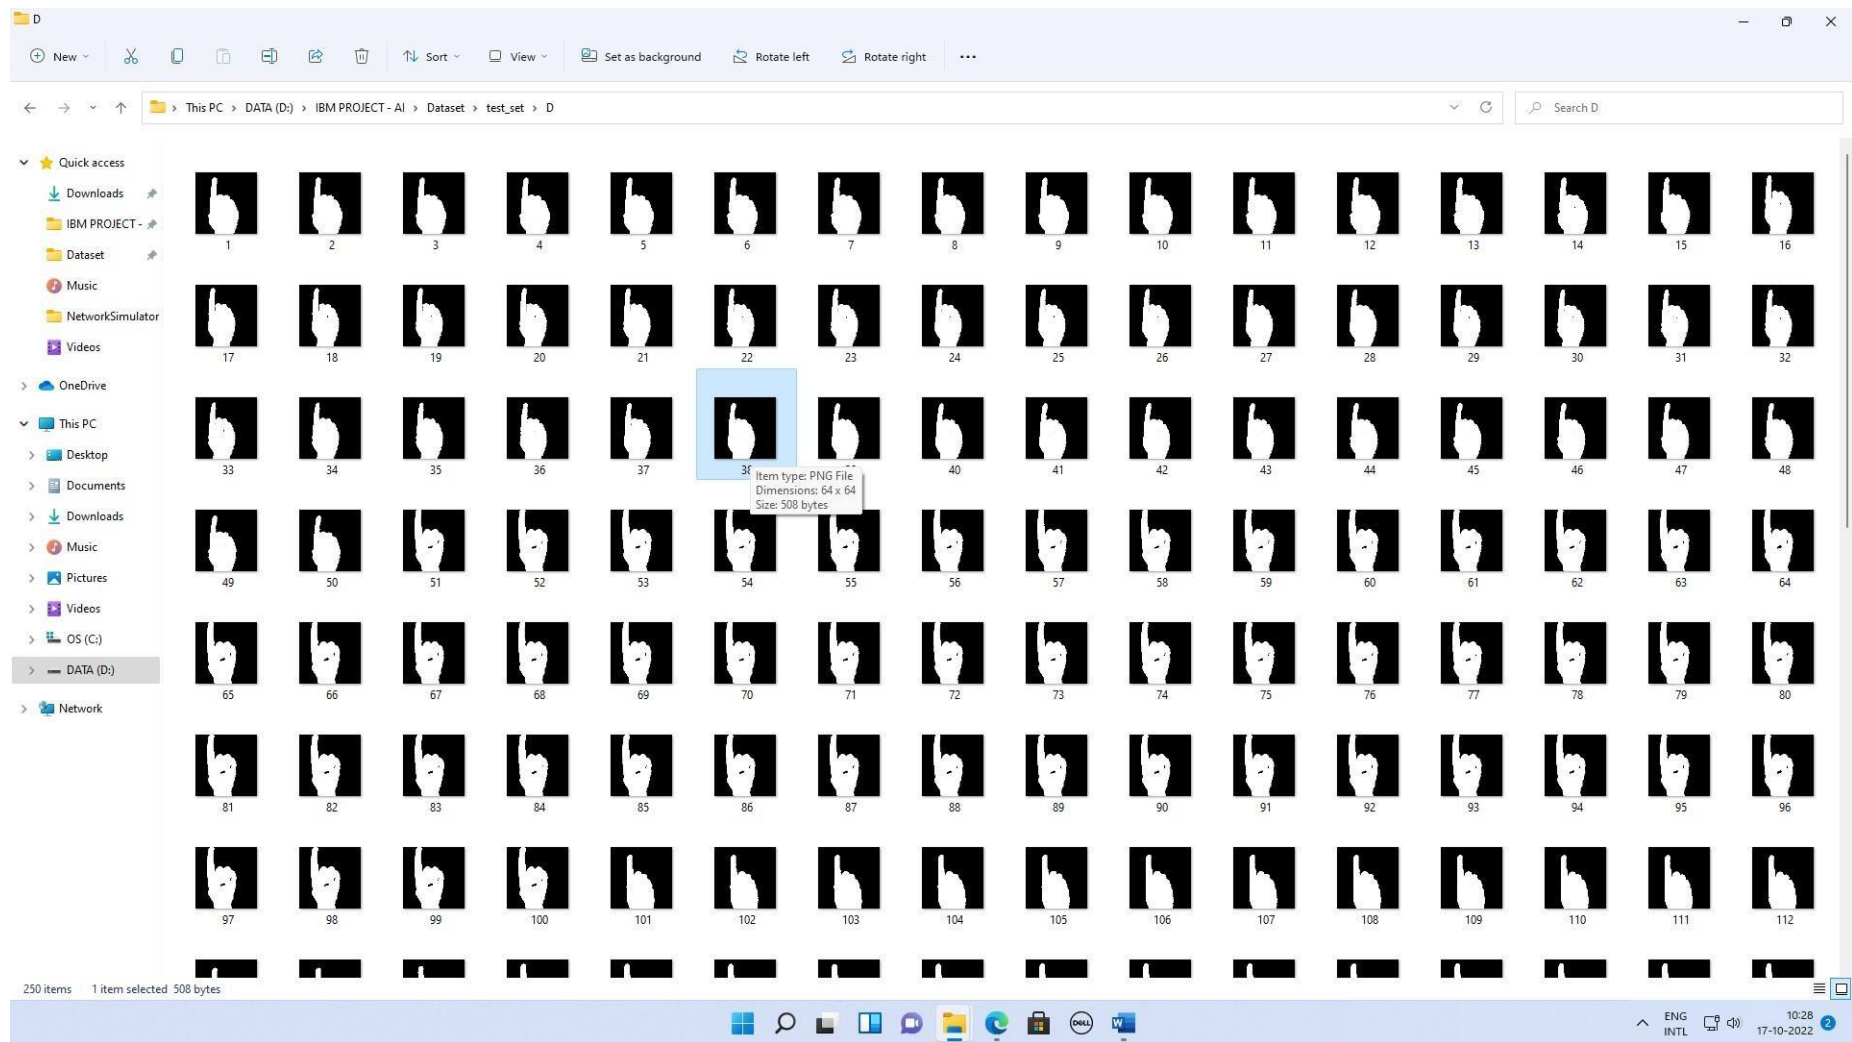 D
New
Sort
View
Set as background
Rotate left
Rotate right
This PC > DATA (D:) > IBM PROJECT - AI > Dataset > test_set > D
Search D
Quick access
Downloads
IBM PROJECT -
Dataset
Music
NetworkSimulator
Videos
OneDrive
This PC
Desktop
Documents
Downloads
Music
Pictures
Videos
OS (C:)
DATA (D:)
Network
1 2 3 4 5 6 7 8 9 10 11 12 13 14 15 16
17 18 19 20 21 22 23 24 25 26 27 28 29 30 31 32
33 34 35 36 37 38 40 41 42 43 44 45 46 47 48
Item type: PNG File
Dimensions: 64 x 64
Size: 508 bytes
49 50 51 52 53 54 55 56 57 58 59 60 61 62 63 64
65 66 67 68 69 70 71 72 73 74 75 76 77 78 79 80
81 82 83 84 85 86 87 88 89 90 91 92 93 94 95 96
97 98 99 100 101 102 103 104 105 106 107 108 109 110 111 112
250 items 1 item selected 508 bytes
DELL
W
ENG
INTL
10:28
17-10-2022
2